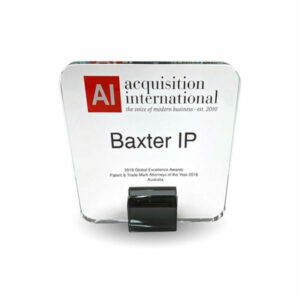 AI acquisition
international
the voice of modern business - est. 2010
Baxter IP
2018 Global Excellence Awards
Patent & Trade Mark Attorneys of the Year 2018
- Australia